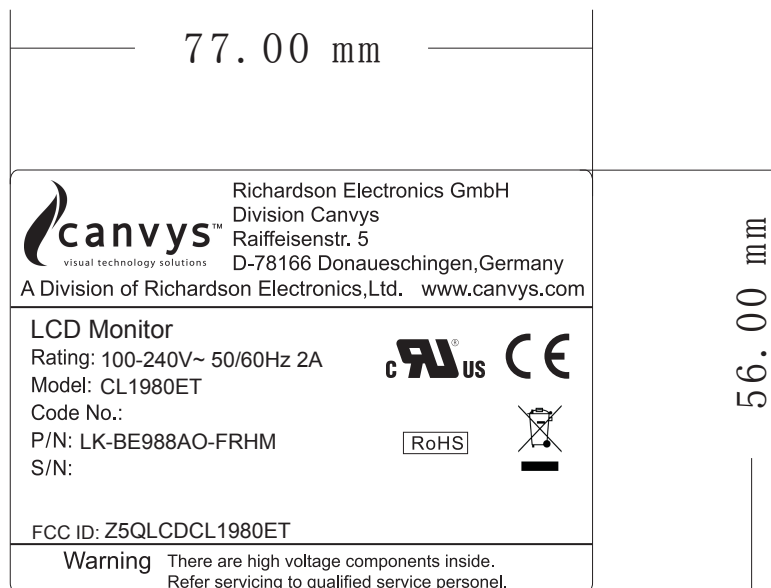 77.00 mm
56.00 mm
canvys™
visual technology solutions
Richardson Electronics GmbH
Division Canvys
Raiffeisenstr. 5
D-78166 Donaueschingen,Germany
A Division of Richardson Electronics,Ltd. www.canvys.com
LCD Monitor
Rating: 100-240V~ 50/60Hz 2A
Model: CL1980ET
Code No.:
P/N: LK-BE988AO-FRHM
S/N:
c RU ® US CE
RoHS
FCC ID: Z5QLCDCL1980ET
Warning There are high voltage components inside.
Refer servicing to qualified service personel.